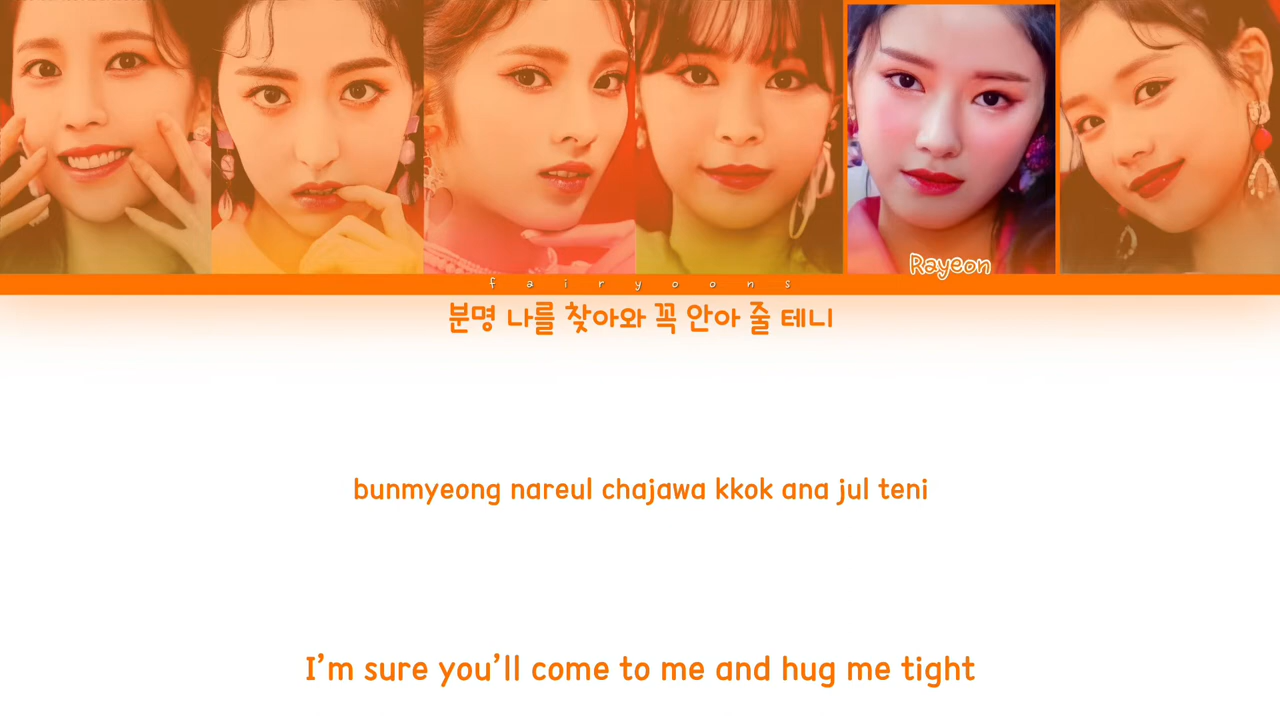 Rayeon
fairyoons
분명 나를 찾아와 꼭 안아 줄 테니
bunmyeong nareul chajawa kkok ana jul teni
I'm sure you'll come to me and hug me tight